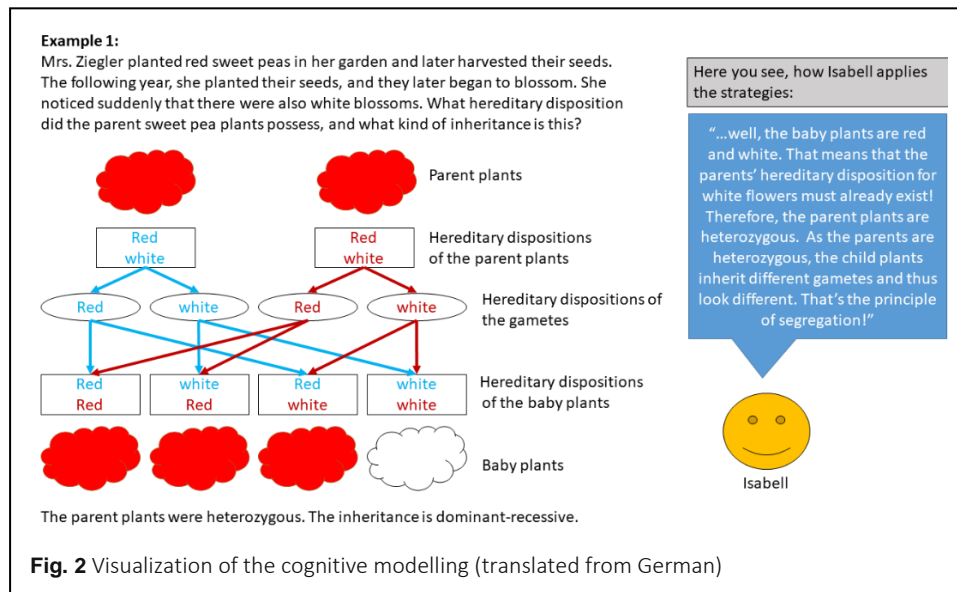 Example 1:
Mrs. Ziegler planted red sweet peas in her garden and later harvested their seeds.
The following year, she planted their seeds, and they later began to blossom. She
noticed suddenly that there were also white blossoms. What hereditary disposition
did the parent sweet pea plants possess, and what kind of inheritance is this?
Parent plants
Red
white
Red
white
Hereditary dispositions
of the parent plants
Red
white
Red
white
Hereditary dispositions of
the gametes
Red
Red
white
Red
Red
white
white
white
Hereditary dispositions
of the baby plants
Baby plants
The parent plants were heterozygous. The inheritance is dominant-recessive.
Here you see, how Isabell applies
the strategies:
“...well, the baby plants are red
and white. That means that the
parents’ hereditary disposition for
white flowers must already exist!
Therefore, the parent plants are
heterozygous.  As the parents are
heterozygous, the child plants
inherit different gametes and thus
look different. That’s the principle
of segregation!”
Isabell
Fig. 2 Visualization of the cognitive modelling (translated from German)